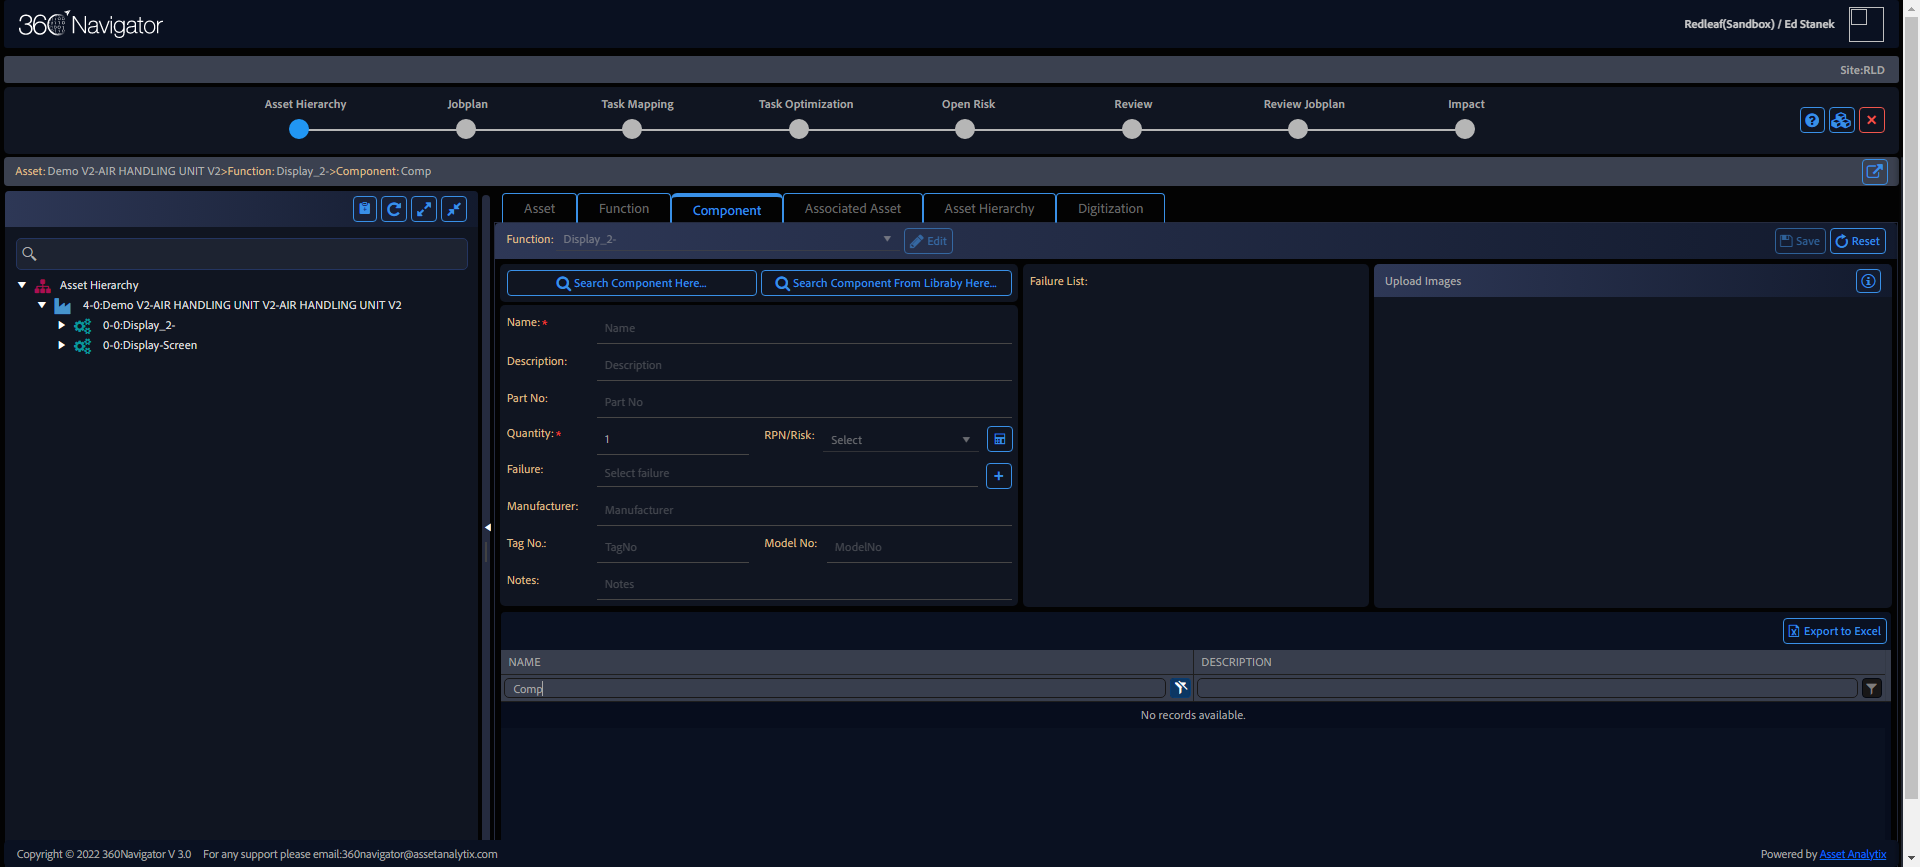 360 Navigator
Redleaf(Sandbox) / Ed Stanek
Site:RLD
Asset Hierarchy
Jobplan
Task Mapping
Task Optimization
Open Risk
Review
Review Jobplan
Impact
Asset: Demo V2-AIR HANDLING UNIT V2>Function: Display_2->Component: Comp
Asset
Function
Component
Associated Asset
Asset Hierarchy
Digitization
Function: Display_2-
Edit
Save
Reset
Asset Hierarchy
4-0:Demo V2-AIR HANDLING UNIT V2-AIR HANDLING UNIT V2
0-0:Display_2-
0-0:Display-Screen
Search Component Here...
Search Component From Libraby Here...
Name: * Name
Description: Description
Part No: Part No
Quantity: * 1
RPN/Risk: Select
Failure: Select failure
+
Manufacturer: Manufacturer
Tag No.: TagNo
Model No: ModelNo
Notes: Notes
Failure List:
Upload Images
Export to Excel
NAME
DESCRIPTION
Comp
No records available.
Copyright © 2022 360Navigator V 3.0 For any support please email:360navigator@assetanalytix.com
Powered by Asset Analytix